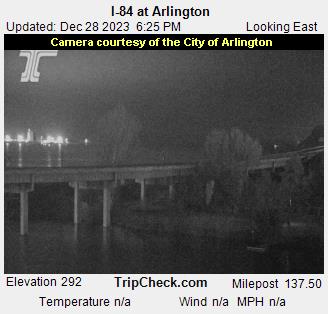 I-84 at Arlington
Updated: Dec 28 2023 6:25 PM Looking East
Camera courtesy of the City of Arlington
Elevation 292 TripCheck.com Milepost 137.50
Temperature n/a Wind n/a MPH n/a